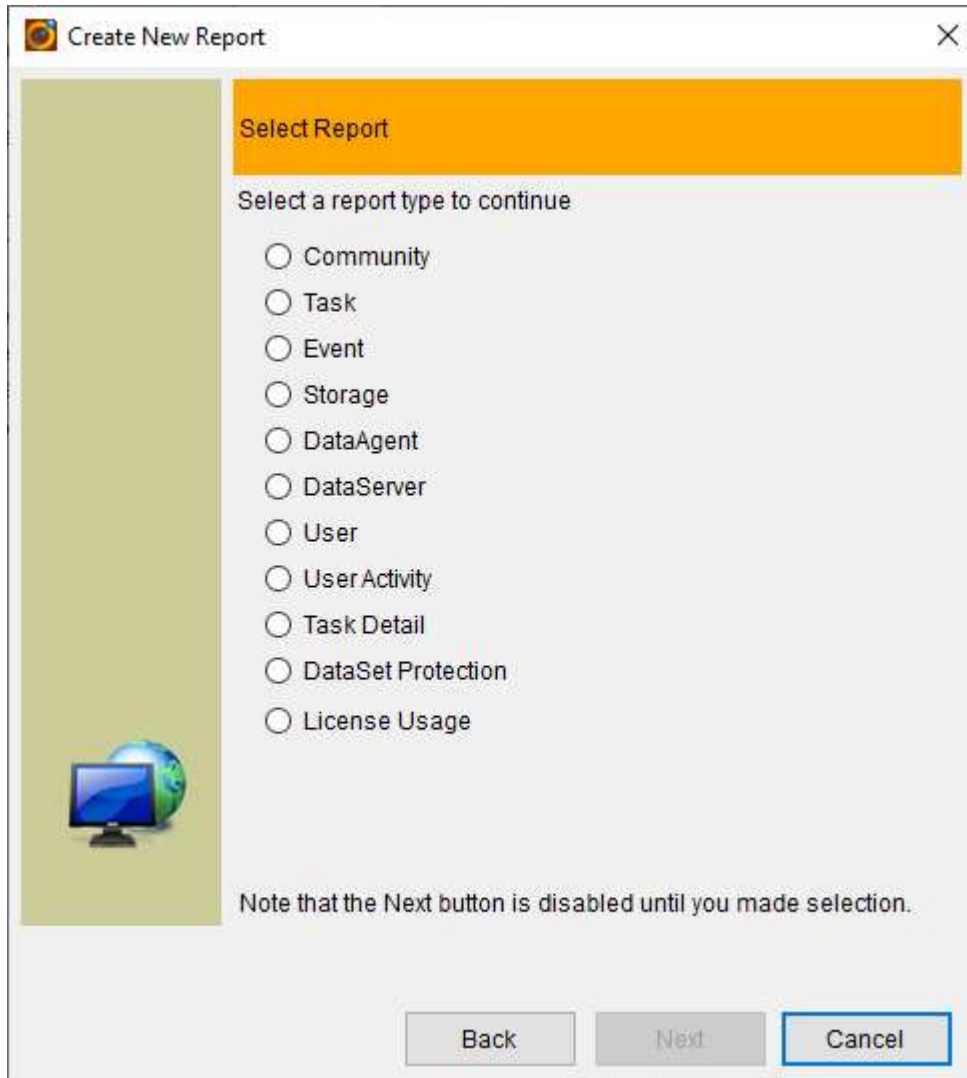 Create New Report
Select Report
Select a report type to continue
Community
Task
Event
Storage
DataAgent
DataServer
User
User Activity
Task Detail
DataSet Protection
License Usage
Note that the Next button is disabled until you made selection.
Back Next Cancel